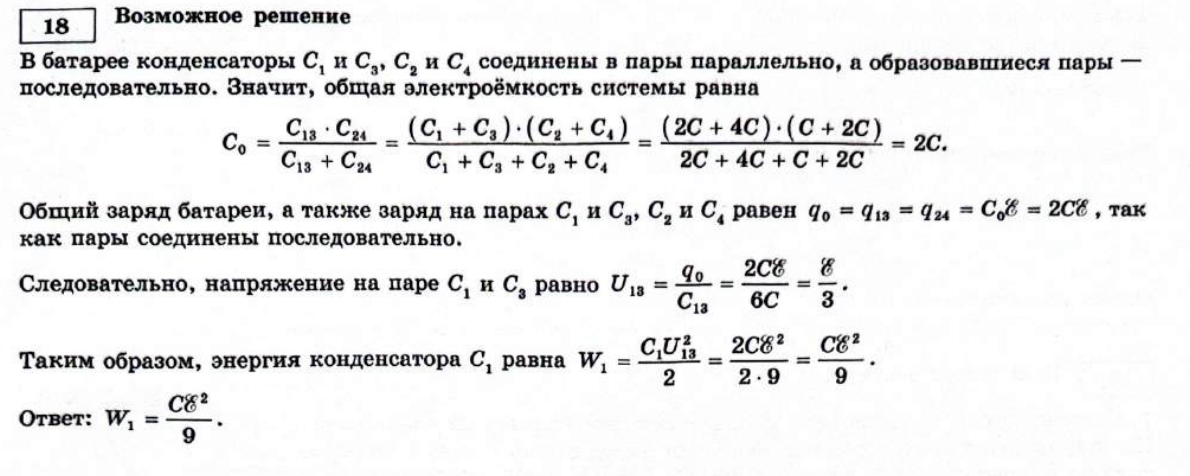 18 Возможное решение
В батарее конденсаторы C₁ и C₃, C₂ и C₄ соединены в пары параллельно, а образовавшиеся пары —
последовательно. Значит, общая электроёмкость системы равна
C₀ = (C₁₃ · C₂₄)/(C₁₃ + C₂₄) = ((C₁ + C₃)·(C₂ + C₄))/(C₁ + C₃ + C₂ + C₄) = ((2C + 4C)·(C + 2C))/(2C + 4C + C + 2C) = 2C.
Общий заряд батареи, а также заряд на парах C₁ и C₃, C₂ и C₄ равен q₀ = q₁₃ = q₂₄ = C₀ℰ = 2Cℰ , так
как пары соединены последовательно.
Следовательно, напряжение на паре C₁ и C₃ равно U₁₃ = q₀/C₁₃ = 2Cℰ/6C = ℰ/3 .
Таким образом, энергия конденсатора C₁ равна W₁ = C₁U₁₃²/2 = 2Cℰ²/(2·9) = Cℰ²/9 .
Ответ: W₁ = Cℰ²/9 .